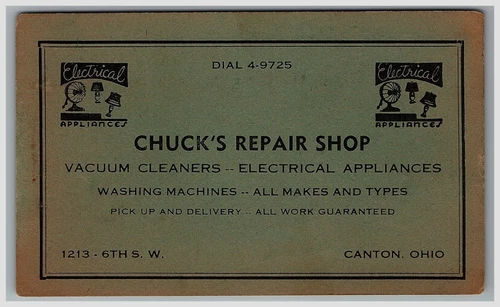 DIAL 4-9725
Electrical Electrical
APPLIANCES APPLIANCES
CHUCK'S REPAIR SHOP
VACUUM CLEANERS -- ELECTRICAL APPLIANCES
WASHING MACHINES -- ALL MAKES AND TYPES
PICK UP AND DELIVERY -- ALL WORK GUARANTEED
1213 - 6TH S. W. CANTON, OHIO